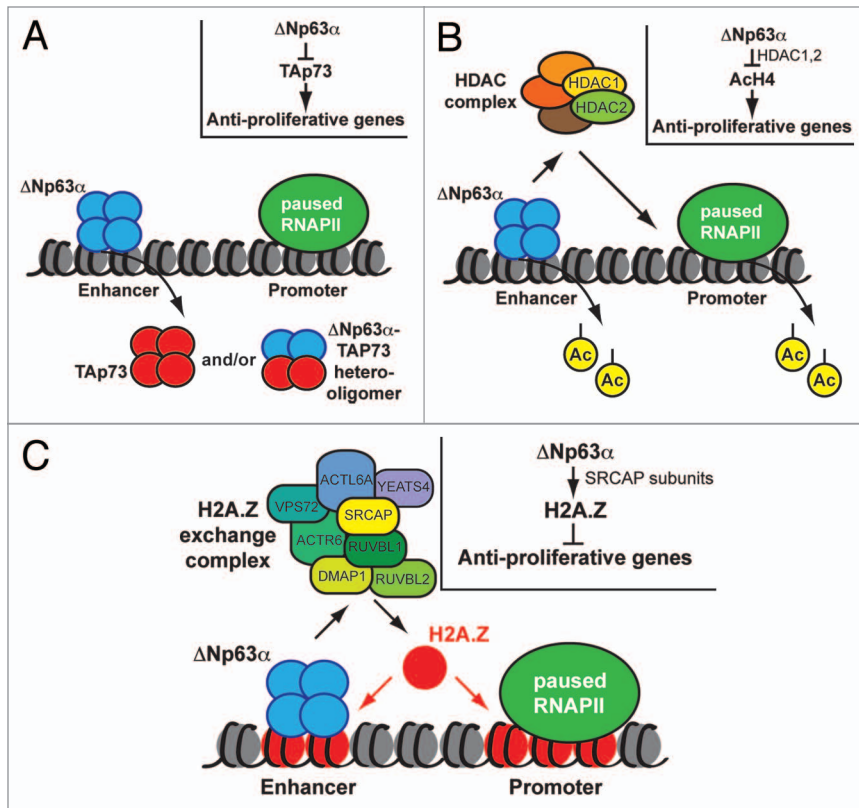 A
ΔNp63α
TAp73
Anti-proliferative genes
ΔNp63α
paused
RNAPII
Enhancer
Promoter
TAp73
and/or
ΔNp63α-
TAP73
hetero-
oligomer
B
HDAC
complex
HDAC1
HDAC2
ΔNp63α
HDAC1,2
AcH4
Anti-proliferative genes
ΔNp63α
paused
RNAPII
Enhancer
Promoter
Ac
Ac
Ac
Ac
C
H2A.Z
exchange
complex
ACTL6A
YEATS4
VPS72
SRCAP
ACTR6
RUVBL1
DMAP1
RUVBL2
ΔNp63α
SRCAP subunits
H2A.Z
Anti-proliferative genes
ΔNp63α
H2A.Z
paused
RNAPII
Enhancer
Promoter